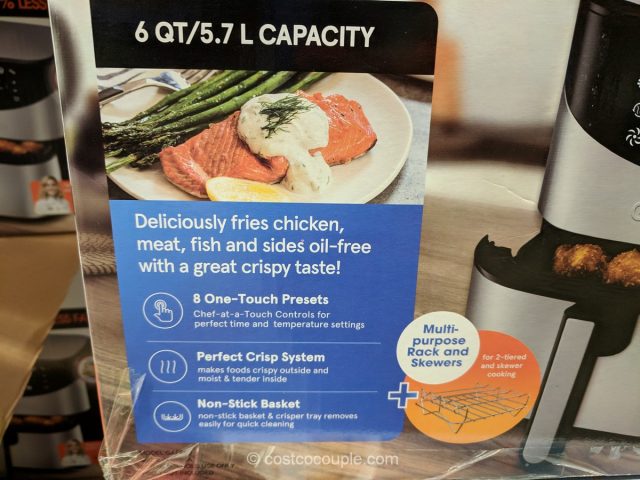 % LESS
6 QT/5.7 L CAPACITY
Deliciously fries chicken,
meat, fish and sides oil-free
with a great crispy taste!
8 One-Touch Presets
Chef-at-a-Touch Controls for
perfect time and temperature settings
Perfect Crisp System
makes foods crispy outside and
moist & tender inside
Non-Stick Basket
non-stick basket & crisper tray removes
easily for quick cleaning
Multi-
purpose
Rack and
Skewers
for 2-tiered
and skewer
cooking
+
© costcocouple.com